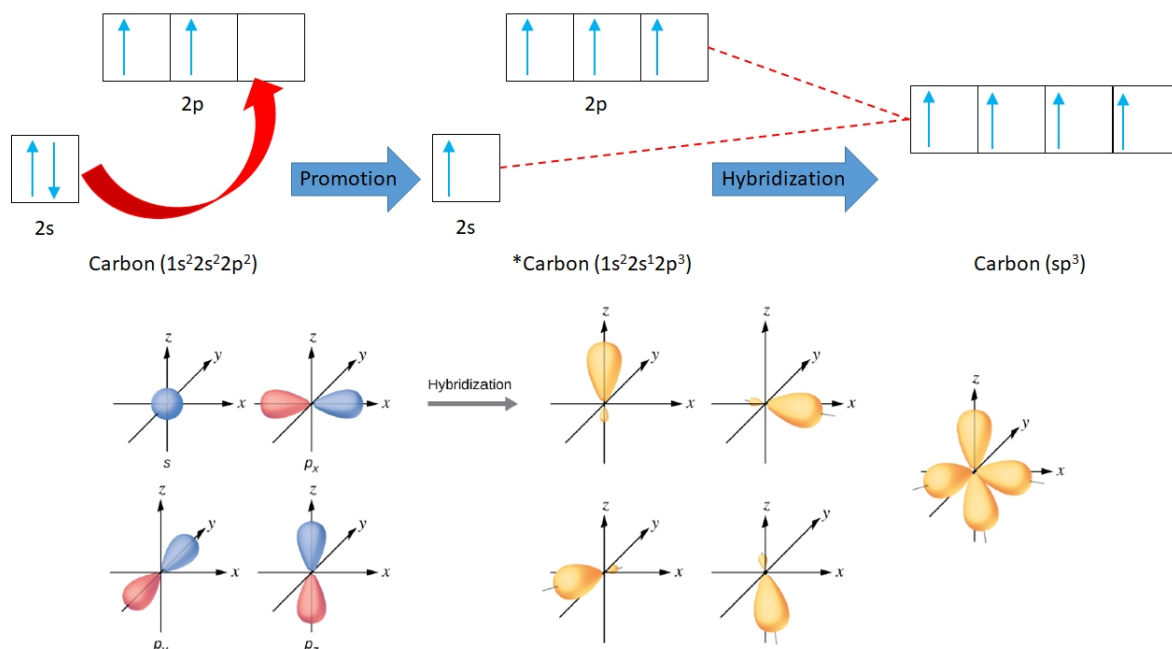 2p
2p
Promotion
Hybridization
2s
2s
Carbon (1s²2s²2p²)
*Carbon (1s²2s¹2p³)
Carbon (sp³)
z
y
x
s
z
y
x
pₓ
Hybridization
z
y
x
z
y
x
z
y
x
z
y
x
z
y
x
z
y
x
z
y
x